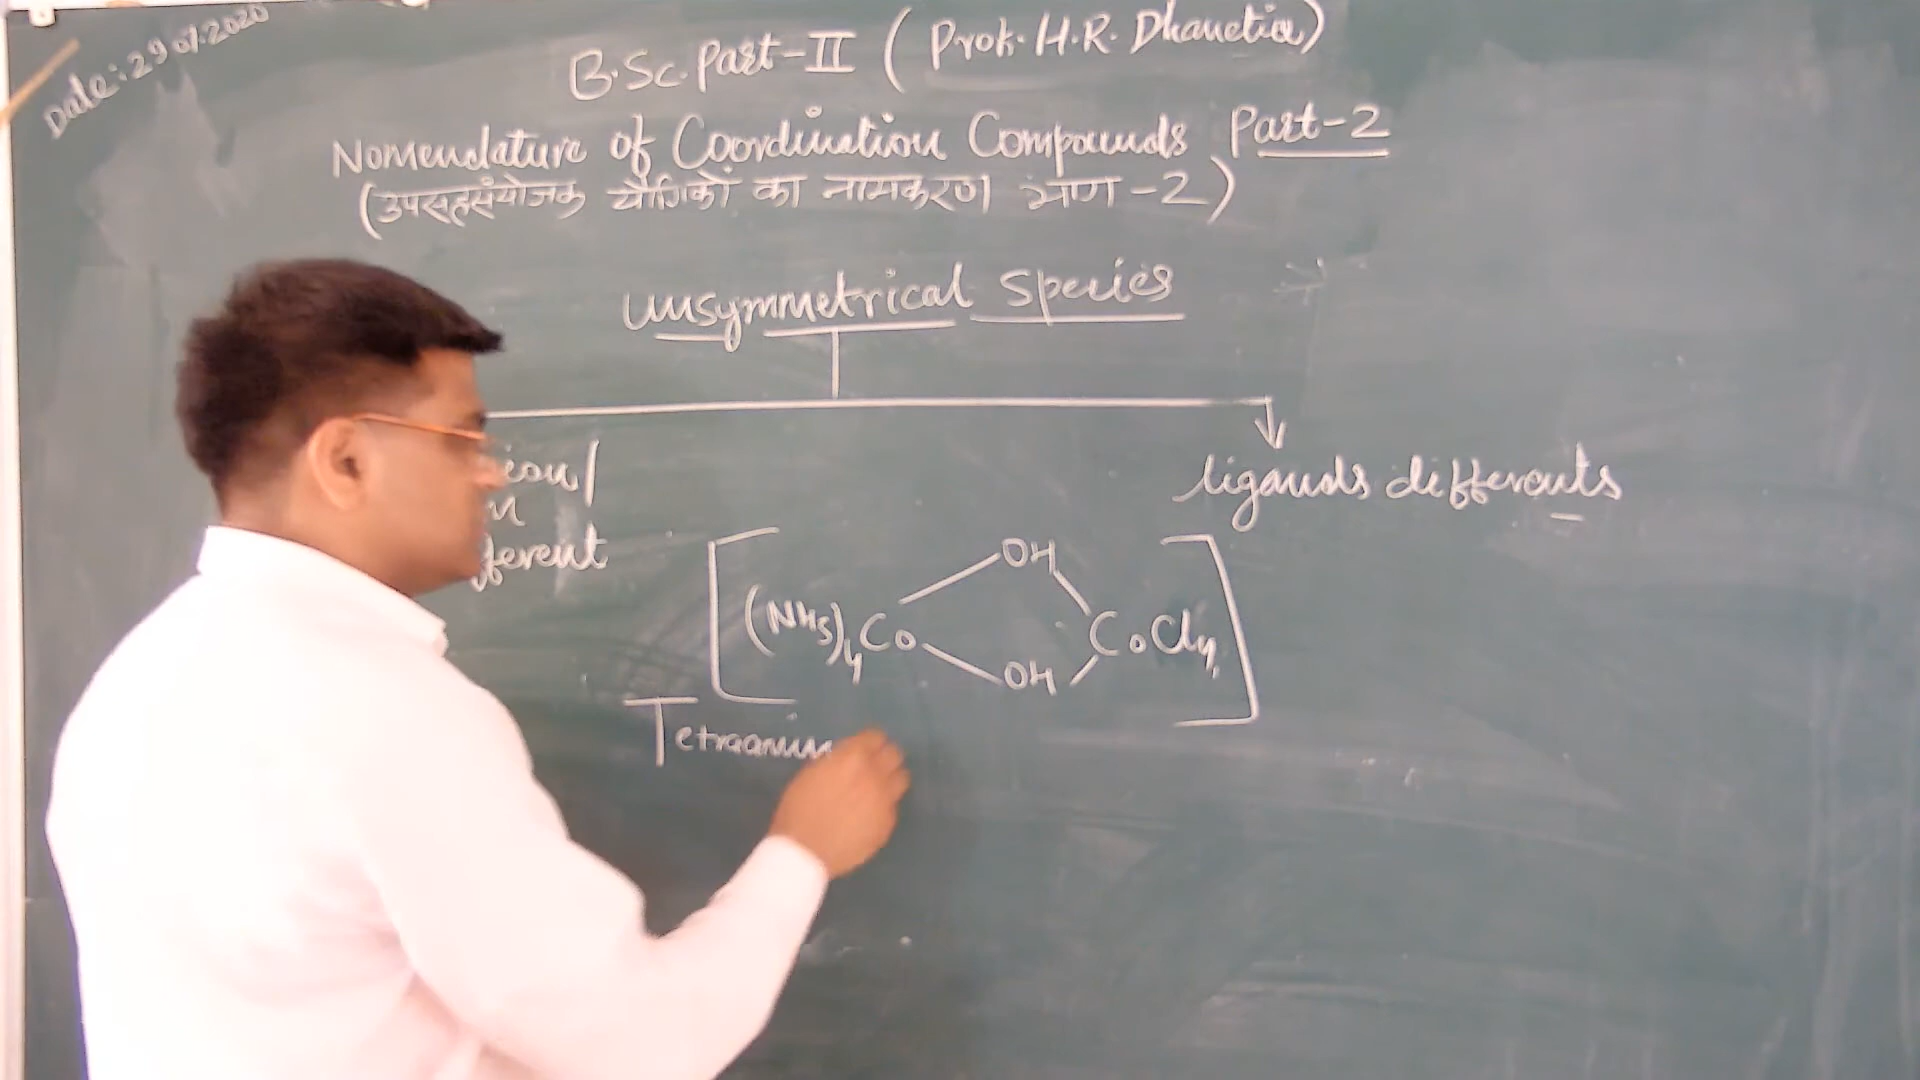 Date: 29 07.2020
B.Sc. Part-II (Prof. H.R. Dhanetia)
Nomenclature of Coordination Compounds Part-2
(उपसहसंयोजक यौगिकों का नामकरण भाग -2)
unsymmetrical species
ligands differents
ferent
OH
(NH3)4Co CoCl4
OH
Tetraamin